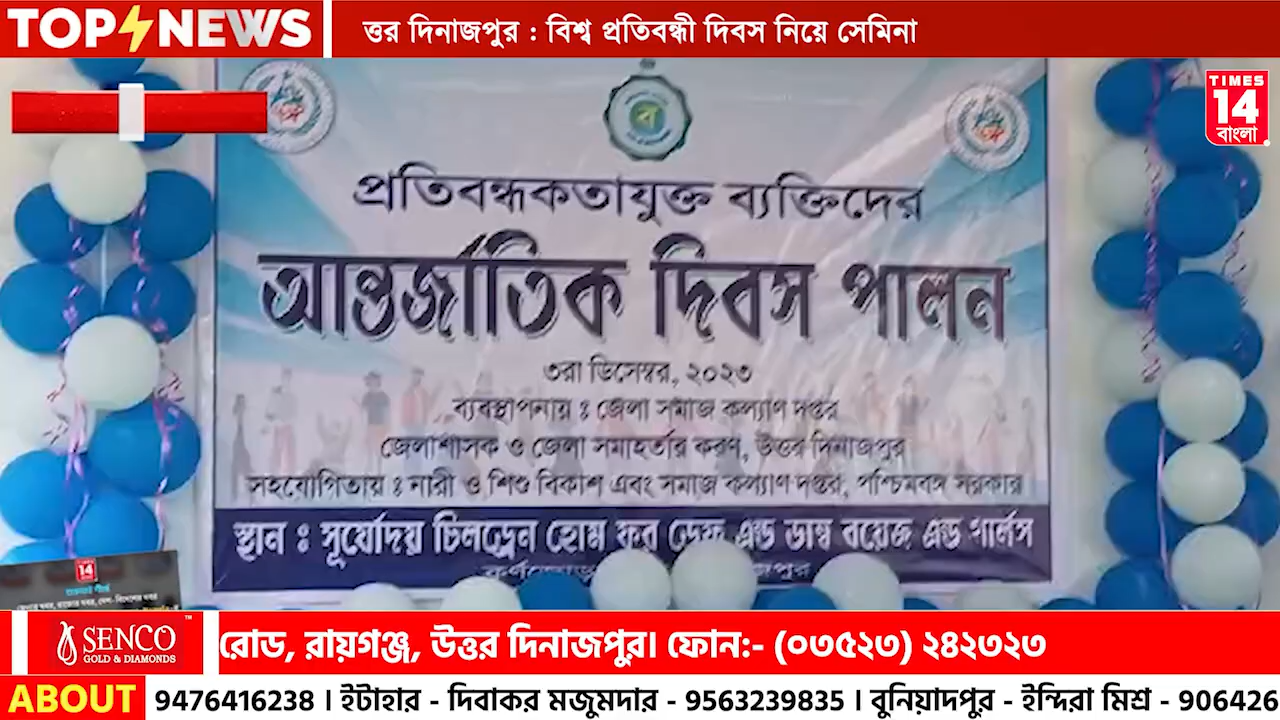 TOP NEWS
ত্তর দিনাজপুর : বিশ্ব প্রতিবন্ধী দিবস নিয়ে সেমিনা
TIMES
14
বাংলা
ব
প্রতিবন্ধকতাযুক্ত ব্যক্তিদের
আন্তর্জাতিক দিবস পালন
৩রা ডিসেম্বর, ২০২৩
ব্যবস্থাপনায় ঃ জেলা সমাজ কল্যাণ দপ্তর
জেলাশাসক ও জেলা সমাহর্তার করণ, উত্তর দিনাজপুর
সহযোগিতায় ঃ নারী ও শিশু বিকাশ এবং সমাজ কল্যাণ দপ্তর, পশ্চিমবঙ্গ সরকার
স্থান ঃ সূর্যোদয় চিলড্রেন হোম ফর ডেফ এন্ড ডাম্ব বয়েজ এন্ড গার্লস
14
SENCO
GOLD & DIAMONDS
রোড, রায়গঞ্জ, উত্তর দিনাজপুর। ফোন:- (০৩৫২৩) ২৪২৩২৩
ABOUT
9476416238 । ইটাহার - দিবাকর মজুমদার - 9563239835 । বুনিয়াদপুর - ইন্দিরা মিশ্র - 906426